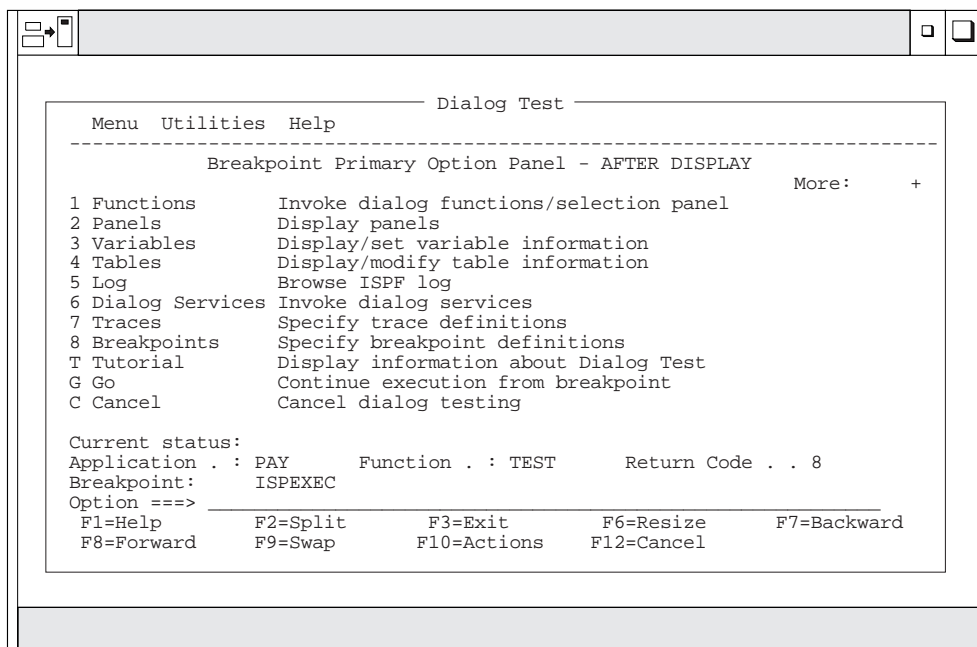 Dialog Test
Menu Utilities Help
-------------------------------------------------------------------------------
Breakpoint Primary Option Panel - AFTER DISPLAY
More: +
1 Functions Invoke dialog functions/selection panel
2 Panels Display panels
3 Variables Display/set variable information
4 Tables Display/modify table information
5 Log Browse ISPF log
6 Dialog Services Invoke dialog services
7 Traces Specify trace definitions
8 Breakpoints Specify breakpoint definitions
T Tutorial Display information about Dialog Test
G Go Continue execution from breakpoint
C Cancel Cancel dialog testing
Current status:
Application . : PAY Function . : TEST Return Code . . 8
Breakpoint: ISPEXEC
Option ===> ______________________________________________________________
F1=Help F2=Split F3=Exit F6=Resize F7=Backward
F8=Forward F9=Swap F10=Actions F12=Cancel